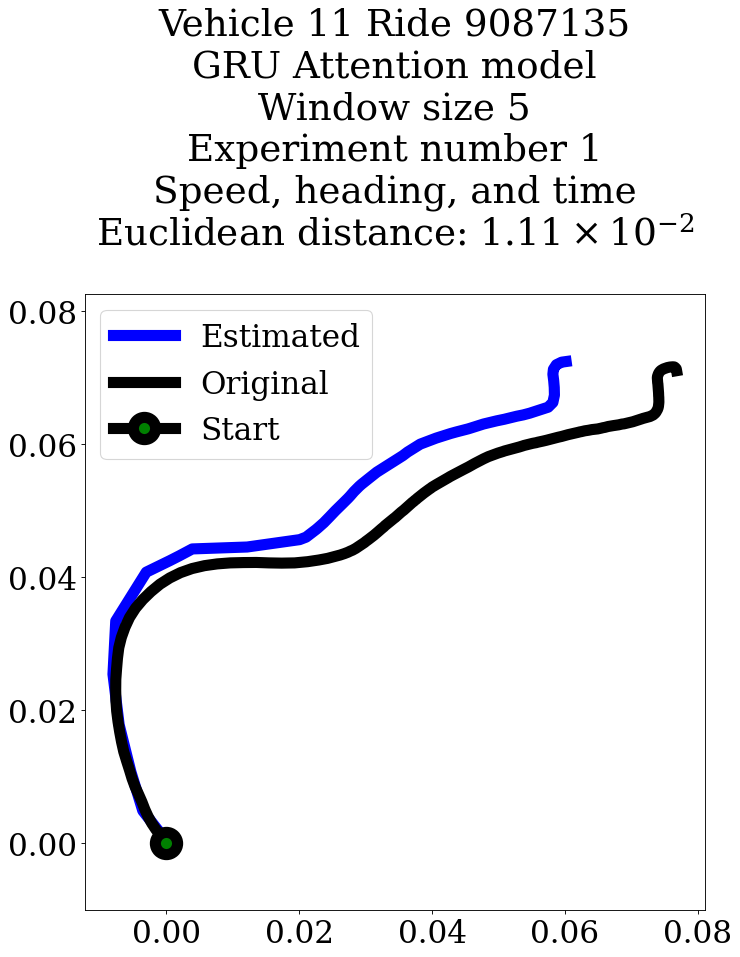 Vehicle 11 Ride 9087135
GRU Attention model
Window size 5
Experiment number 1
Speed, heading, and time
Euclidean distance: 1.11 × 10⁻²
0.08
0.06
0.04
0.02
0.00
Estimated
Original
Start
0.00 0.02 0.04 0.06 0.08